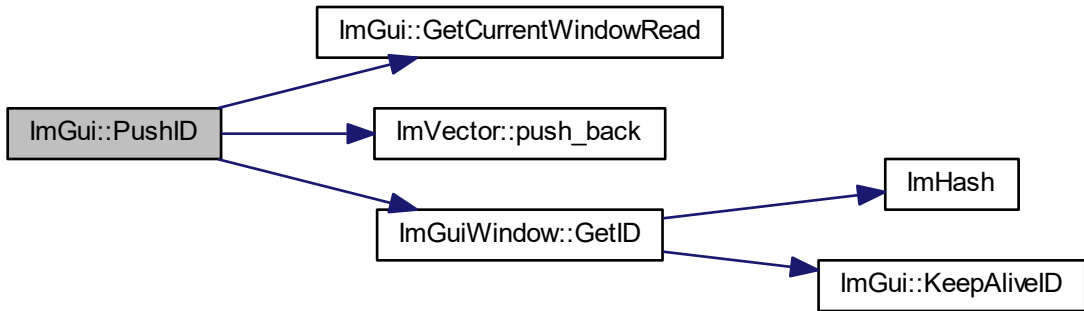 ImGui::GetCurrentWindowRead
ImGui::PushID
ImVector::push_back
ImHash
ImGuiWindow::GetID
ImGui::KeepAliveID